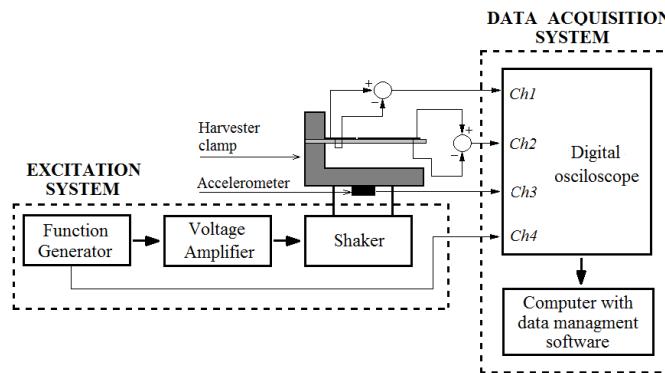 DATA ACQUISITION
SYSTEM
Harvester
clamp
+
−
+
−
Ch1
Ch2
Digital
osciloscope
EXCITATION
SYSTEM
Accelerometer
Ch3
Function
Generator
Voltage
Amplifier
Shaker
Ch4
Computer with
data managment
software